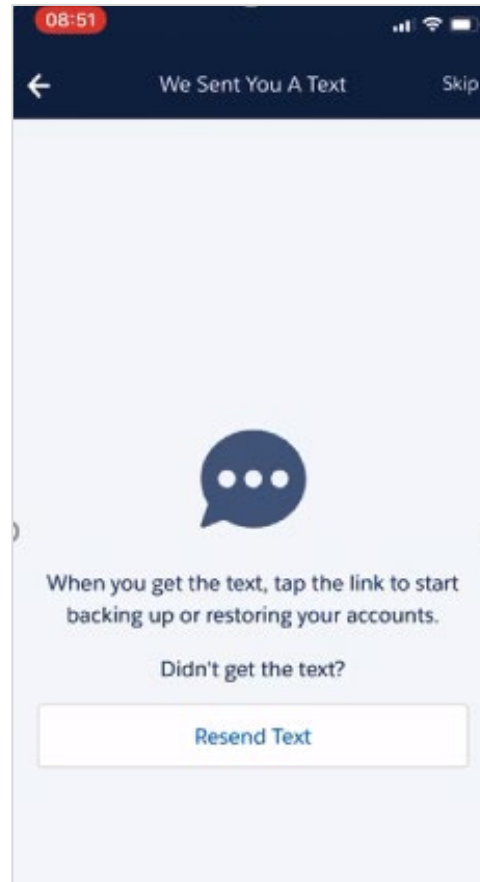 08:51
We Sent You A Text
Skip
When you get the text, tap the link to start
backing up or restoring your accounts.
Didn't get the text?
Resend Text